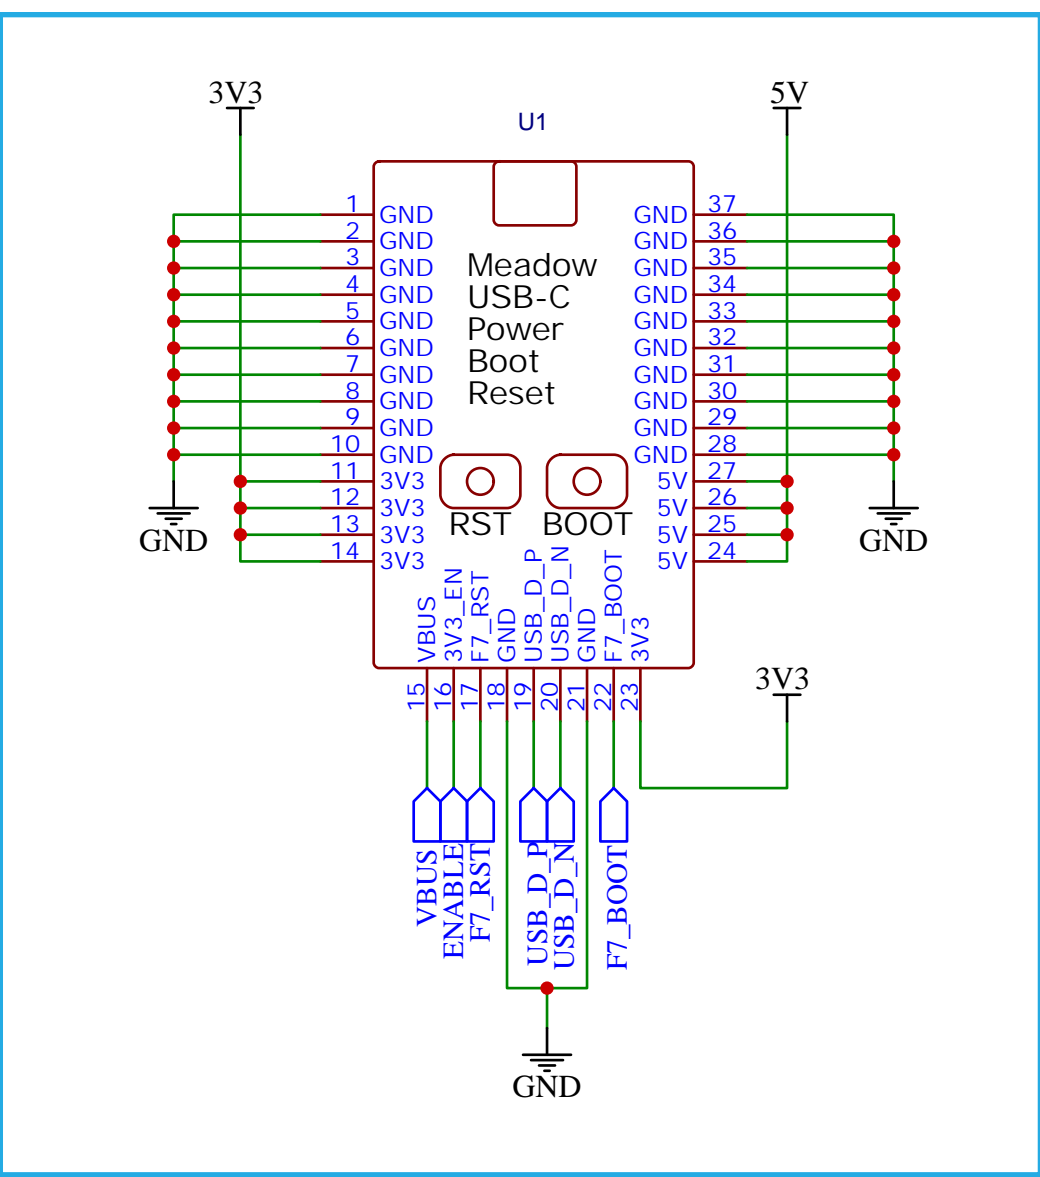 3V3
5V
U1
1 GND
2 GND
3 GND
4 GND
5 GND
6 GND
7 GND
8 GND
9 GND
10 GND
11 3V3
12 3V3
13 3V3
14 3V3
GND 37
GND 36
GND 35
GND 34
GND 33
GND 32
GND 31
GND 30
GND 29
GND 28
5V 27
5V 26
5V 25
5V 24
Meadow
USB-C
Power
Boot
Reset
RST
BOOT
GND
GND
VBUS 15
3V3_EN 16
F7_RST 17
GND 18
USB_D_P 19
USB_D_N 20
GND 21
F7_BOOT 22
3V3 23
3V3
VBUS
ENABLE
F7_RST
USB_D_P
USB_D_N
F7_BOOT
GND